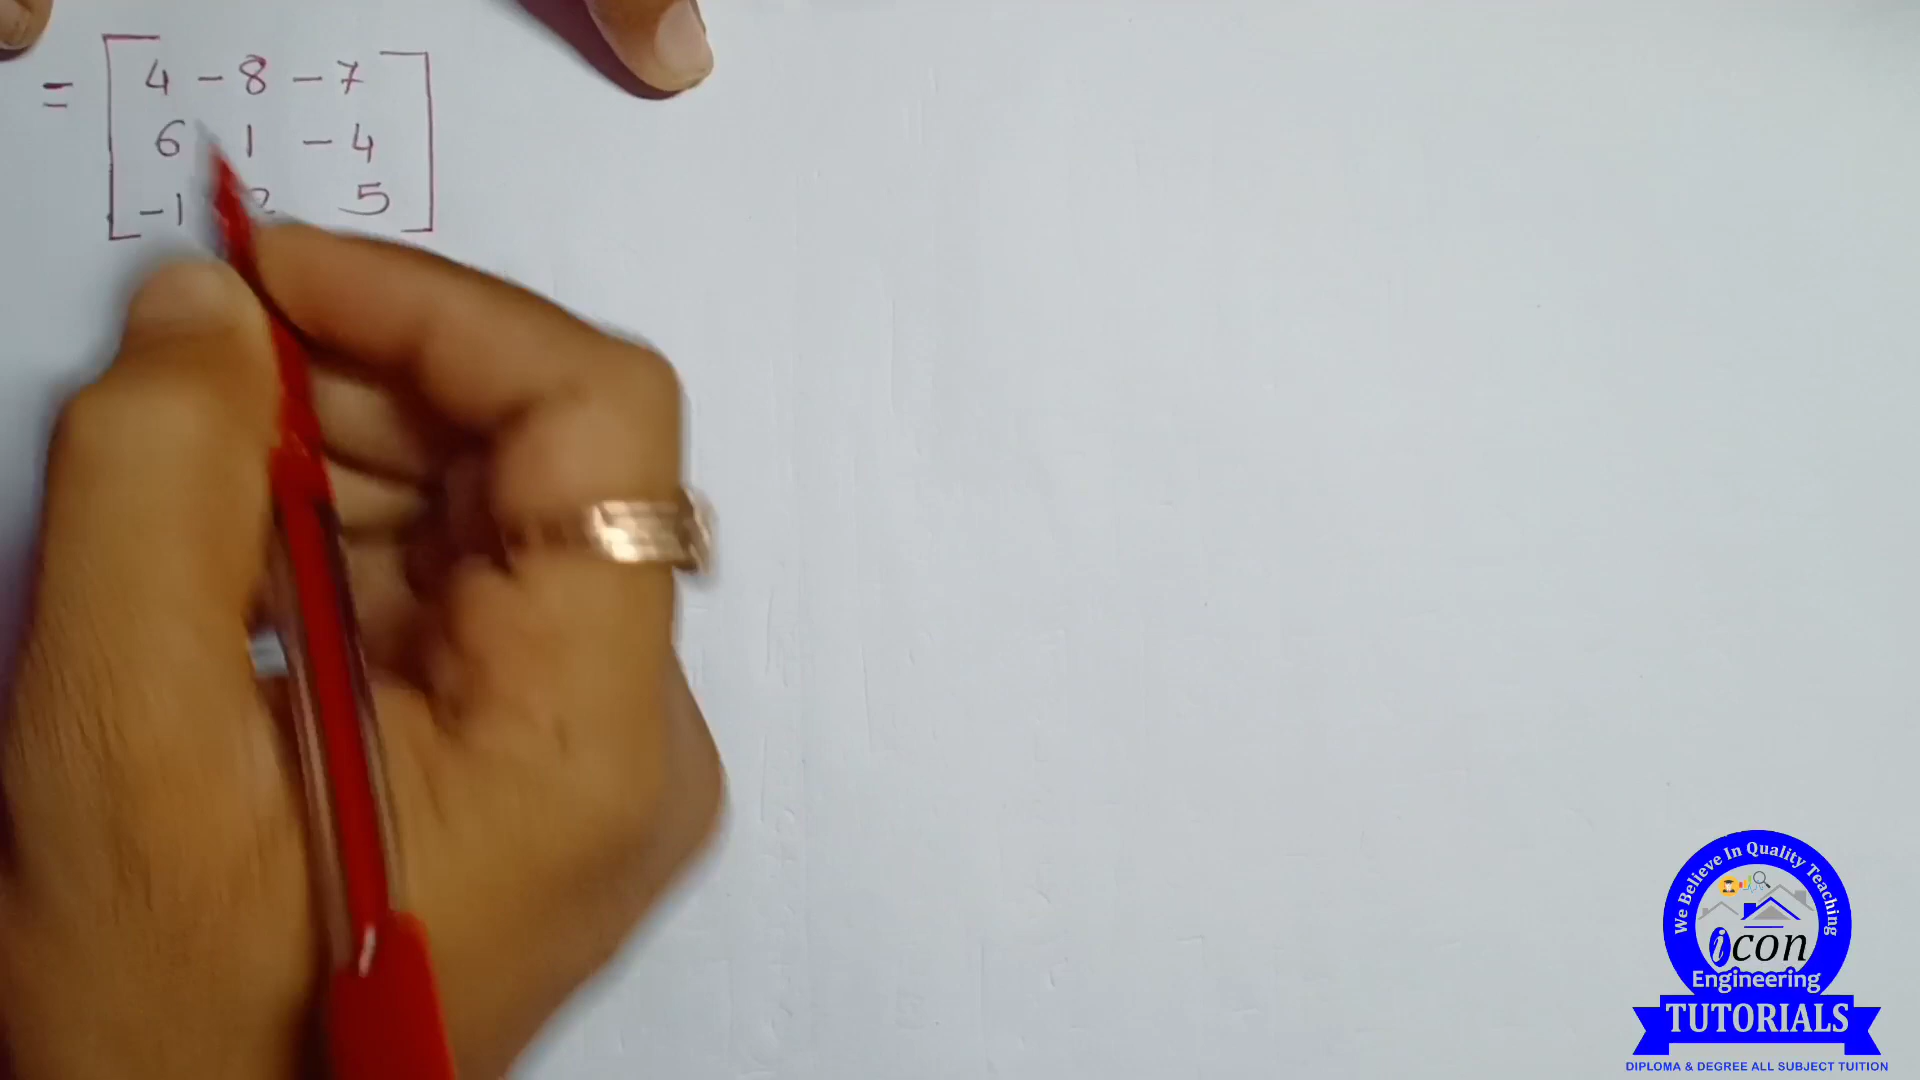 = [ 4 - 8 - 7 ]
6 1 - 4
-1 2 5
We Believe In Quality Teaching
icon
Engineering
TUTORIALS
DIPLOMA & DEGREE ALL SUBJECT TUITION